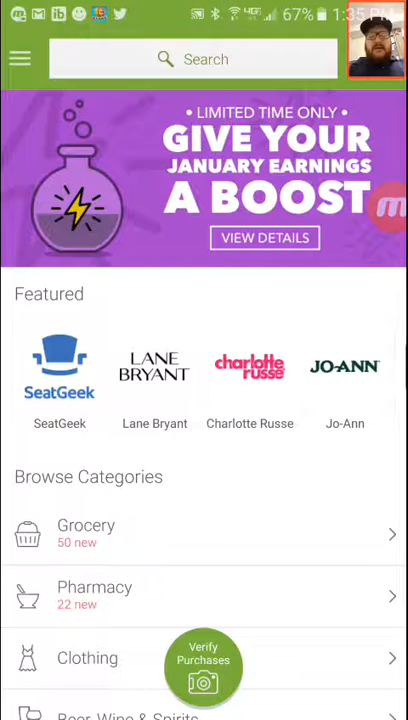 67% 1:35 PM
Search
• LIMITED TIME ONLY •
GIVE YOUR
JANUARY EARNINGS
A BOOST
VIEW DETAILS
Featured
SeatGeek
LANE
BRYANT
charlotte
russe
JO-ANN
SeatGeek
Lane Bryant
Charlotte Russe
Jo-Ann
Browse Categories
Grocery
50 new
Pharmacy
22 new
Clothing
Verify
Purchases
Beer, Wine & Spirits